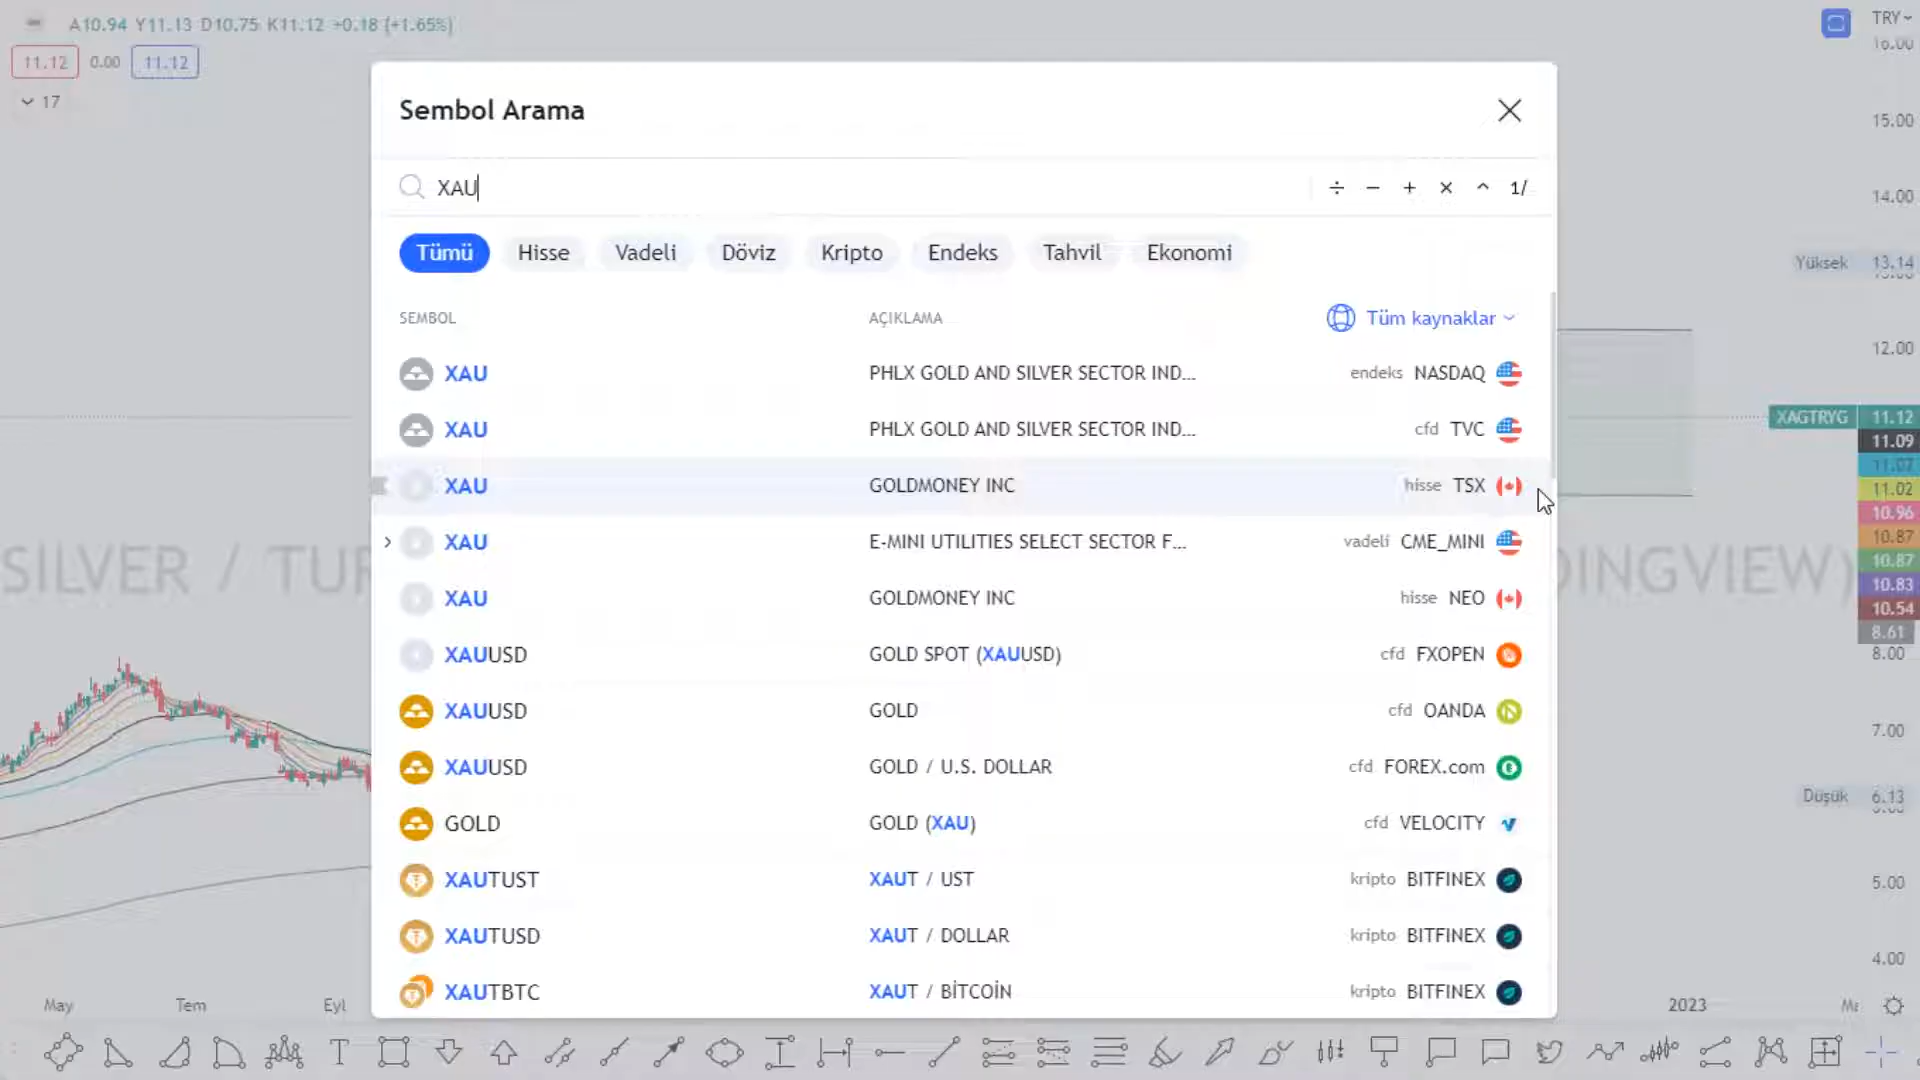 A10.94 Y11.13 D10.75 K11.12 +0.18 (+1.65%)
TRY
16.00
11.12 0.00 11.12
17
Sembol Arama
XAU
÷ − + × ^ 1/
Tümü Hisse Vadeli Döviz Kripto Endeks Tahvil Ekonomi
SEMBOL AÇIKLAMA Tüm kaynaklar
XAU PHLX GOLD AND SILVER SECTOR IND... endeks NASDAQ
XAU PHLX GOLD AND SILVER SECTOR IND... cfd TVC
XAU GOLDMONEY INC hisse TSX
XAU E-MINI UTILITIES SELECT SECTOR F... vadeli CME_MINI
XAU GOLDMONEY INC hisse NEO
XAUUSD GOLD SPOT (XAUUSD) cfd FXOPEN
XAUUSD GOLD cfd OANDA
XAUUSD GOLD / U.S. DOLLAR cfd FOREX.com
GOLD GOLD (XAU) cfd VELOCITY
XAUTUST XAUT / UST kripto BITFINEX
XAUTUSD XAUT / DOLLAR kripto BITFINEX
XAUTBTC XAUT / BİTCOİN kripto BITFINEX
15.00
14.00
Yüksek 13.14
12.00
XAGTRYG 11.12
11.09
11.07
11.02
10.96
10.87
10.87
10.83
10.54
8.61
8.00
7.00
Düşük 6.13
5.00
4.00
SILVER / TUR
DINGVIEW)
May Tem Eyl 2023
T